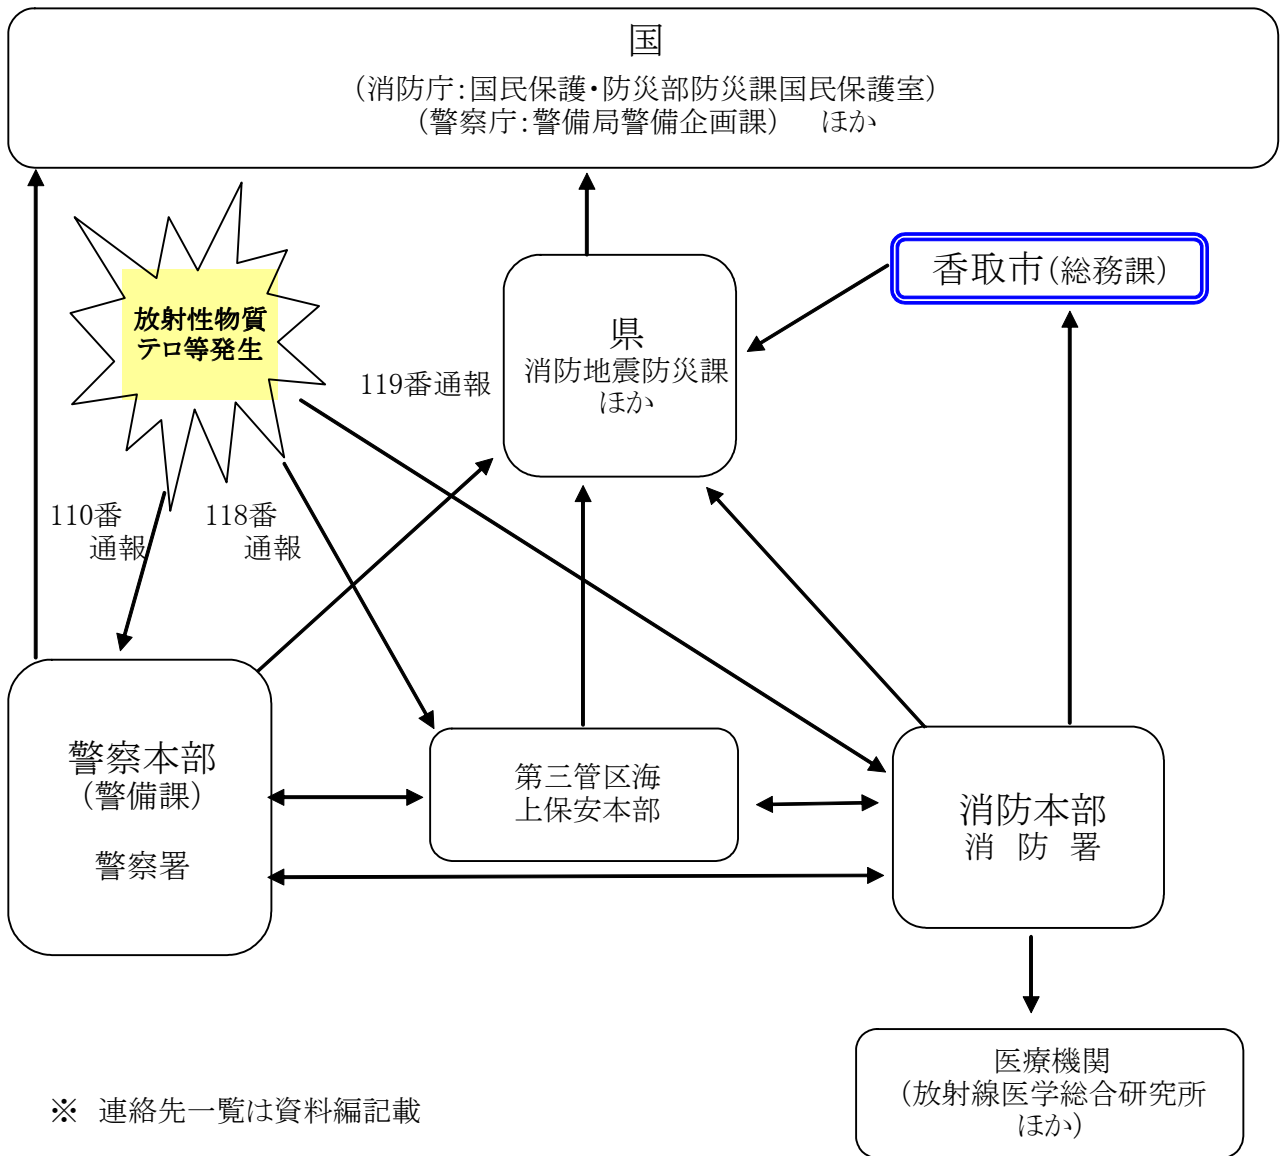 国
（消防庁：国民保護・防災部防災課国民保護室）
（警察庁：警備局警備企画課）　ほか
放射性物質
テロ等発生
香取市（総務課）
県
消防地震防災課
ほか
119番通報
110番
通報
118番
通報
警察本部
（警備課）
警察署
第三管区海
上保安本部
消防本部
消　防　署
医療機関
（放射線医学総合研究所
ほか）
※　連絡先一覧は資料編記載